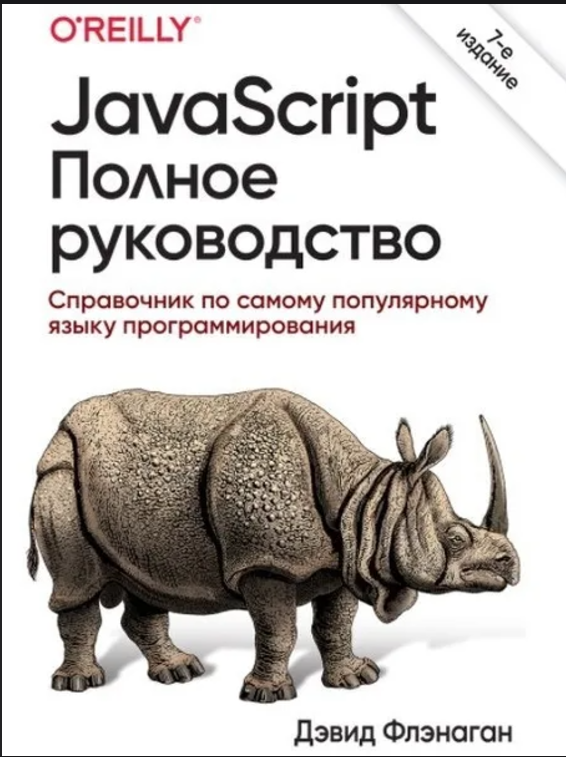 O'REILLY®
7-е
издание
JavaScript
Полное
руководство
Справочник по самому популярному
языку программирования
Дэвид Флэнаган